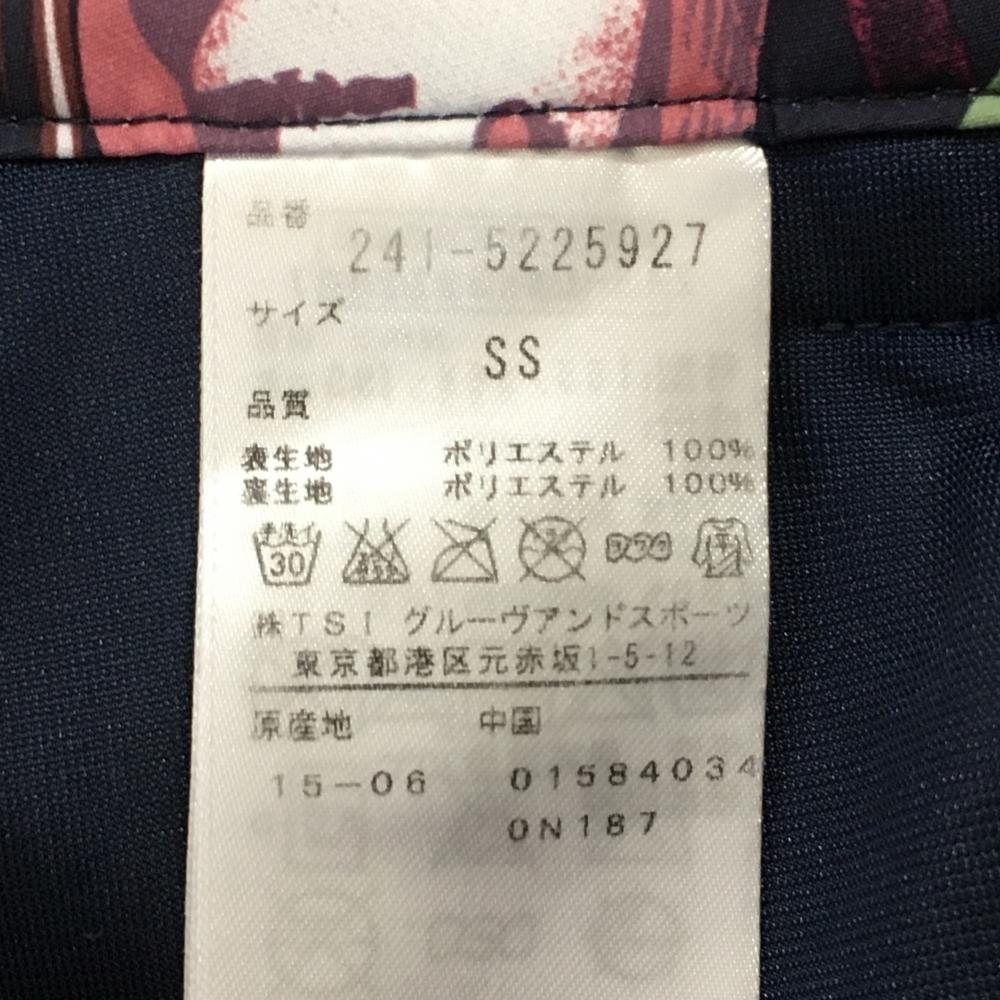 品番
241-5225927
サイズ
SS
品質
表生地 ポリエステル 100%
裏生地 ポリエステル 100%
手洗イ
30
㈱TSI グルーヴアンドスポーツ
東京都港区元赤坂1-5-12
原産地 中国
15-06 01584034
0N187